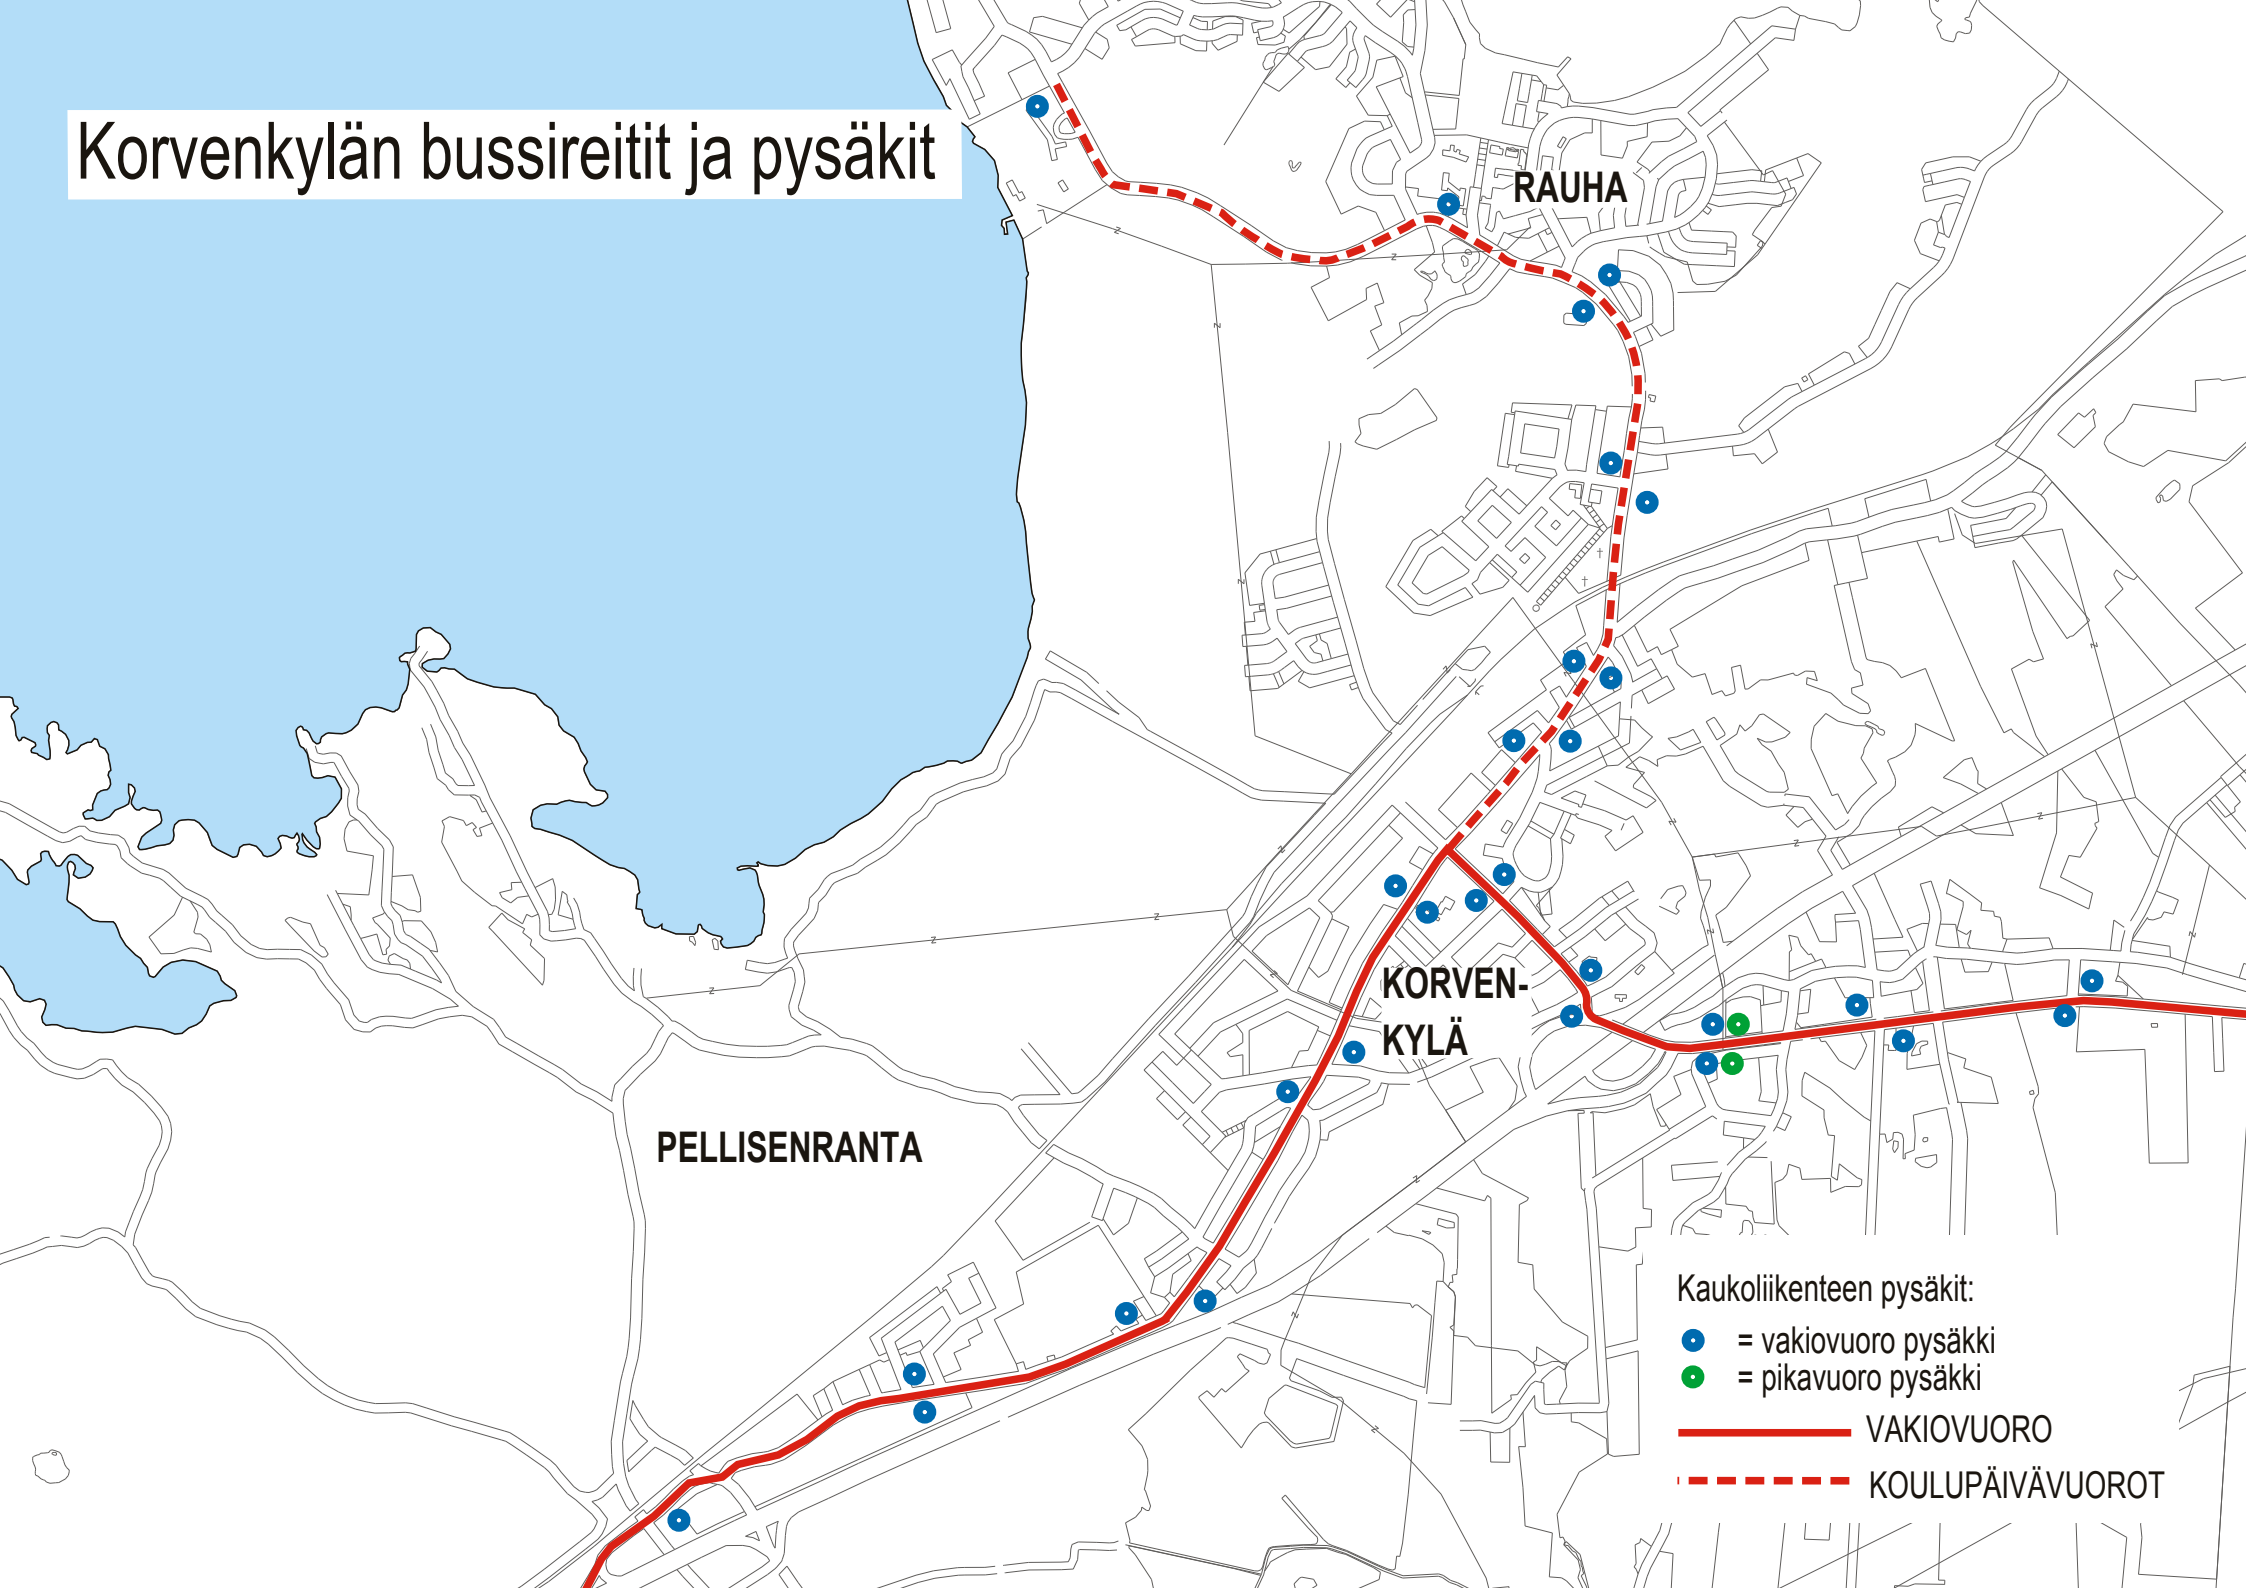 Korvenkylän bussireitit ja pysäkit
RAUHA
KORVEN-
KYLÄ
PELLISENRANTA
Kaukoliikenteen pysäkit:
= vakiovuoro pysäkki
= pikavuoro pysäkki
VAKIOVUORO
KOULUPÄIVÄVUOROT